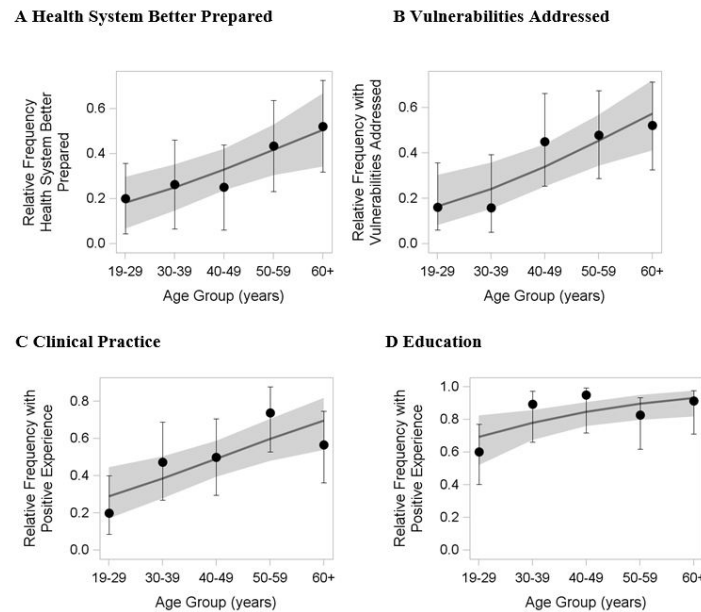 A Health System Better Prepared
B Vulnerabilities Addressed
Relative Frequency
Health System Better
Prepared
0.6
0.4
0.2
0.0
19-29 30-39 40-49 50-59 60+
Age Group (years)
Relative Frequency with
Vulnerabilities Addressed
0.6
0.4
0.2
0.0
19-29 30-39 40-49 50-59 60+
Age Group (years)
C Clinical Practice
D Education
Relative Frequency with
Positive Experience
0.8
0.6
0.4
0.2
0.0
19-29 30-39 40-49 50-59 60+
Age Group (years)
Relative Frequency with
Positive Experience
1.0
0.8
0.6
0.4
0.2
0.0
19-29 30-39 40-49 50-59 60+
Age Group (years)